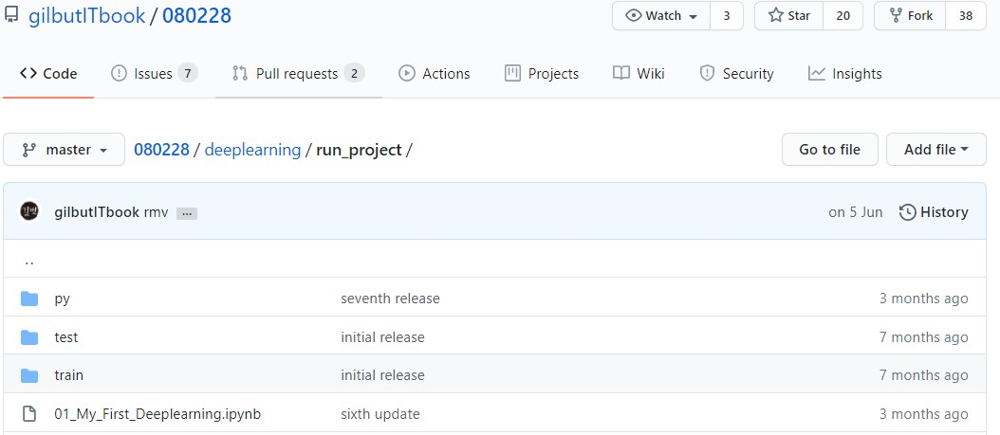 gilbutITbook / 080228
Watch 3
Star 20
Fork 38
Code
Issues 7
Pull requests 2
Actions
Projects
Wiki
Security
Insights
master
080228 / deeplearning / run_project /
Go to file
Add file
gilbutITbook rmv ...
on 5 Jun
History
..
py seventh release 3 months ago
test initial release 7 months ago
train initial release 7 months ago
01_My_First_Deeplearning.ipynb sixth update 3 months ago